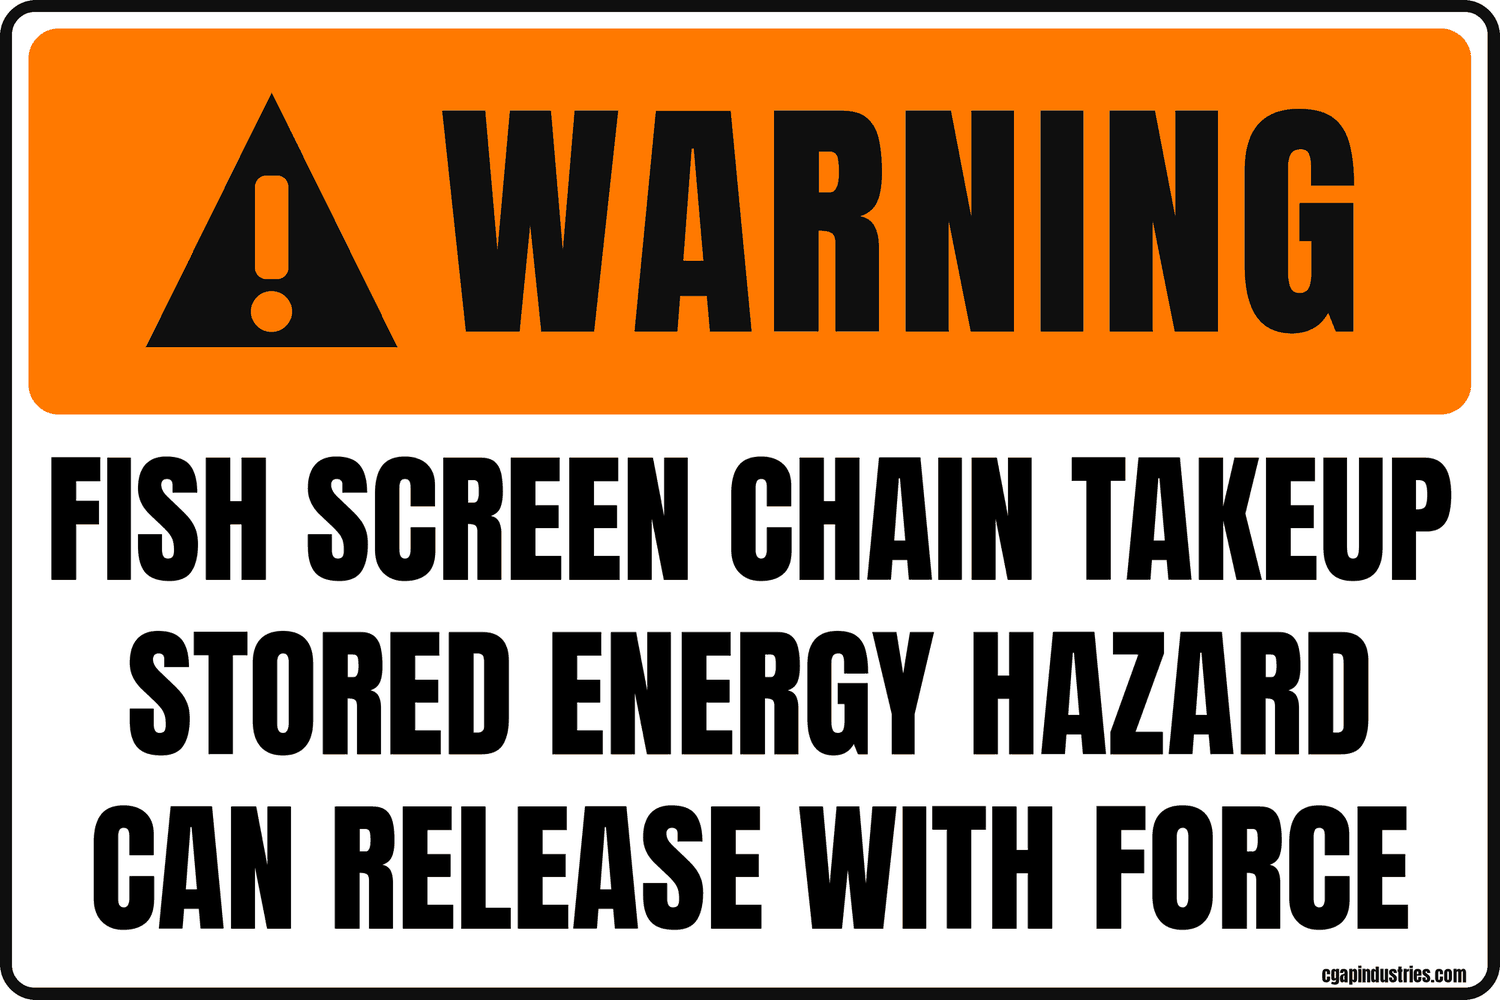 WARNING
FISH SCREEN CHAIN TAKEUP
STORED ENERGY HAZARD
CAN RELEASE WITH FORCE
cgapindustries.com